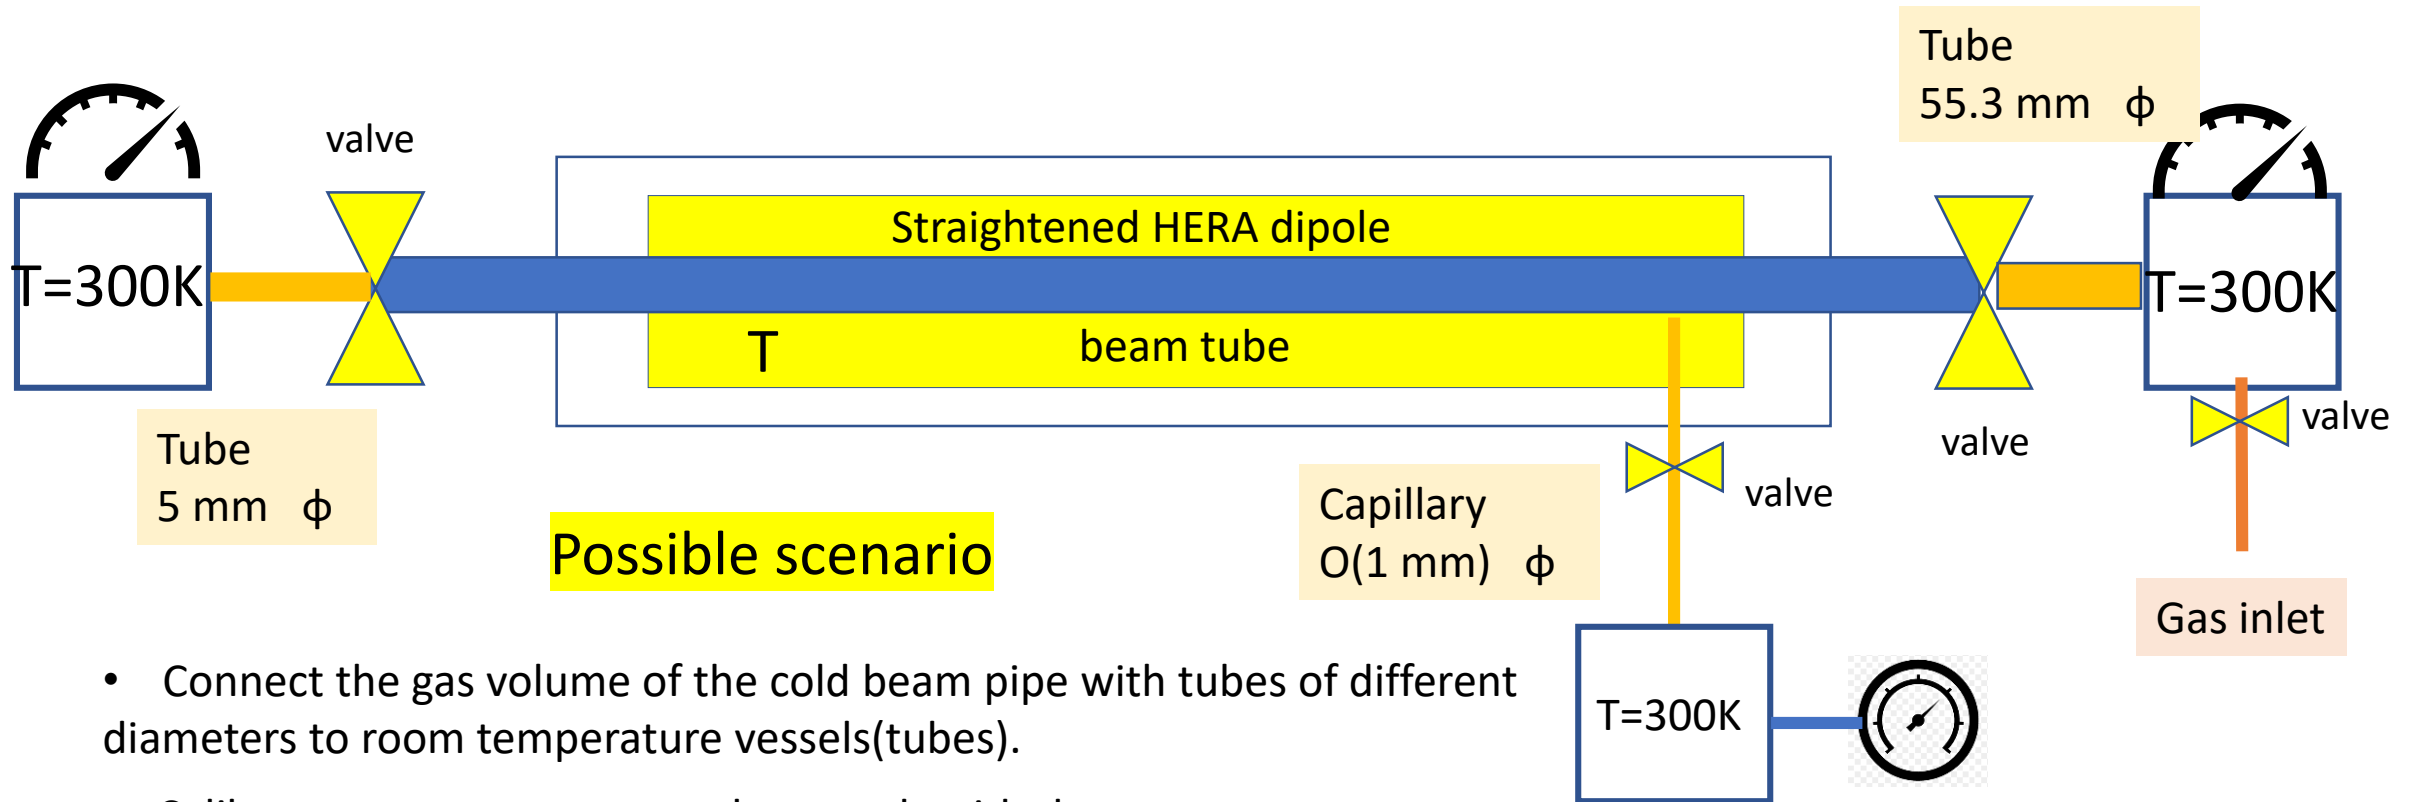 Tube
55.3 mm ϕ
valve
Straightened HERA dipole
T=300K
T=300K
T
beam tube
valve
valve
Tube
5 mm ϕ
Capillary
O(1 mm) ϕ
valve
Possible scenario
Gas inlet
• Connect the gas volume of the cold beam pipe with tubes of different
diameters to room temperature vessels(tubes).
T=300K